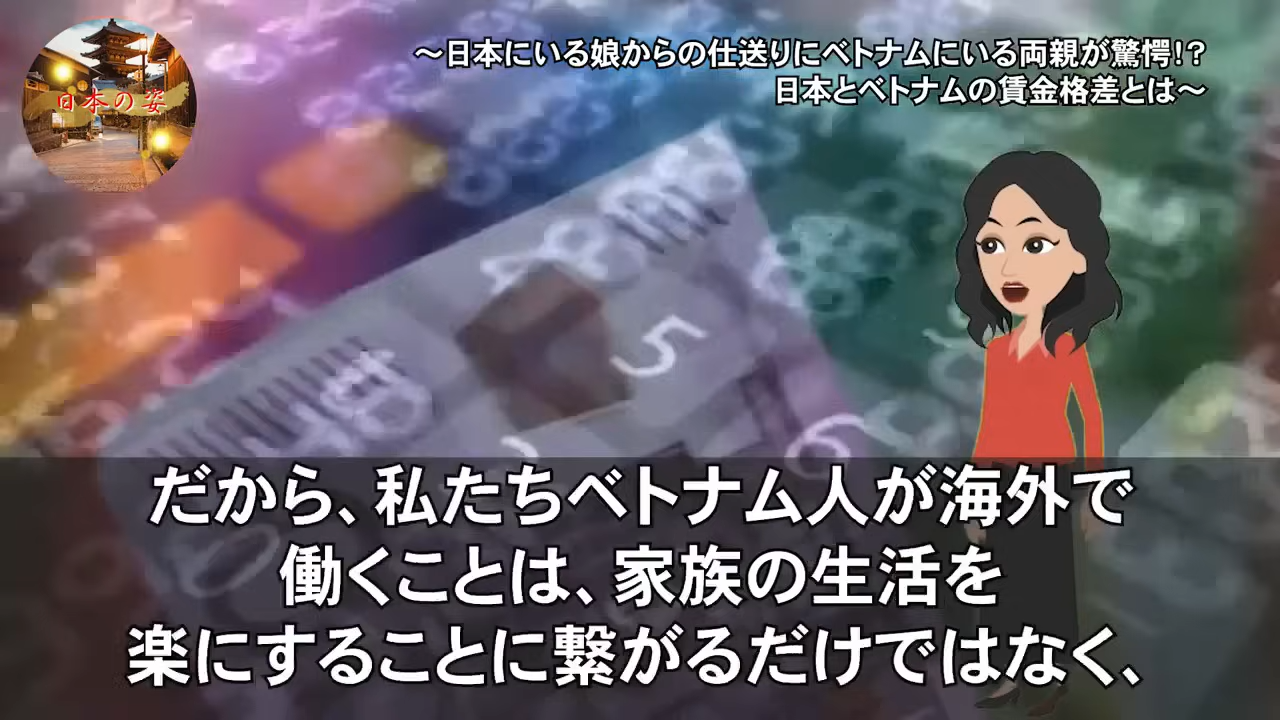 日本の姿
～日本にいる娘からの仕送りにベトナムにいる両親が驚愕!?
日本とベトナムの賃金格差とは～
5
6
だから、私たちベトナム人が海外で
働くことは、家族の生活を
楽にすることに繋がるだけではなく、